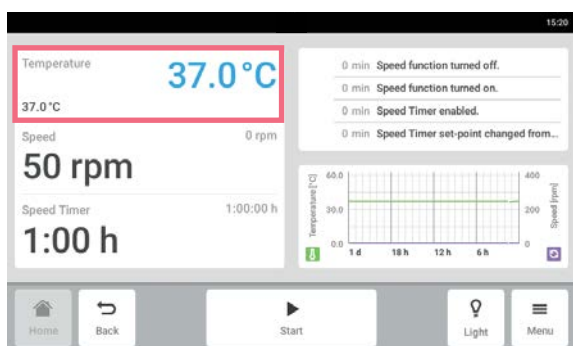 15:20
Temperature
37.0°C
37.0°C
Speed
0 rpm
50 rpm
Speed Timer
1:00:00 h
1:00 h
0 min Speed function turned off.
0 min Speed function turned on.
0 min Speed Timer enabled.
0 min Speed Timer set-point changed from...
Temperature [°C]
60.0
30.0
0.0
1 d 18 h 12 h 6 h
400
200
0
Speed [rpm]
Home
Back
Start
Light
Menu